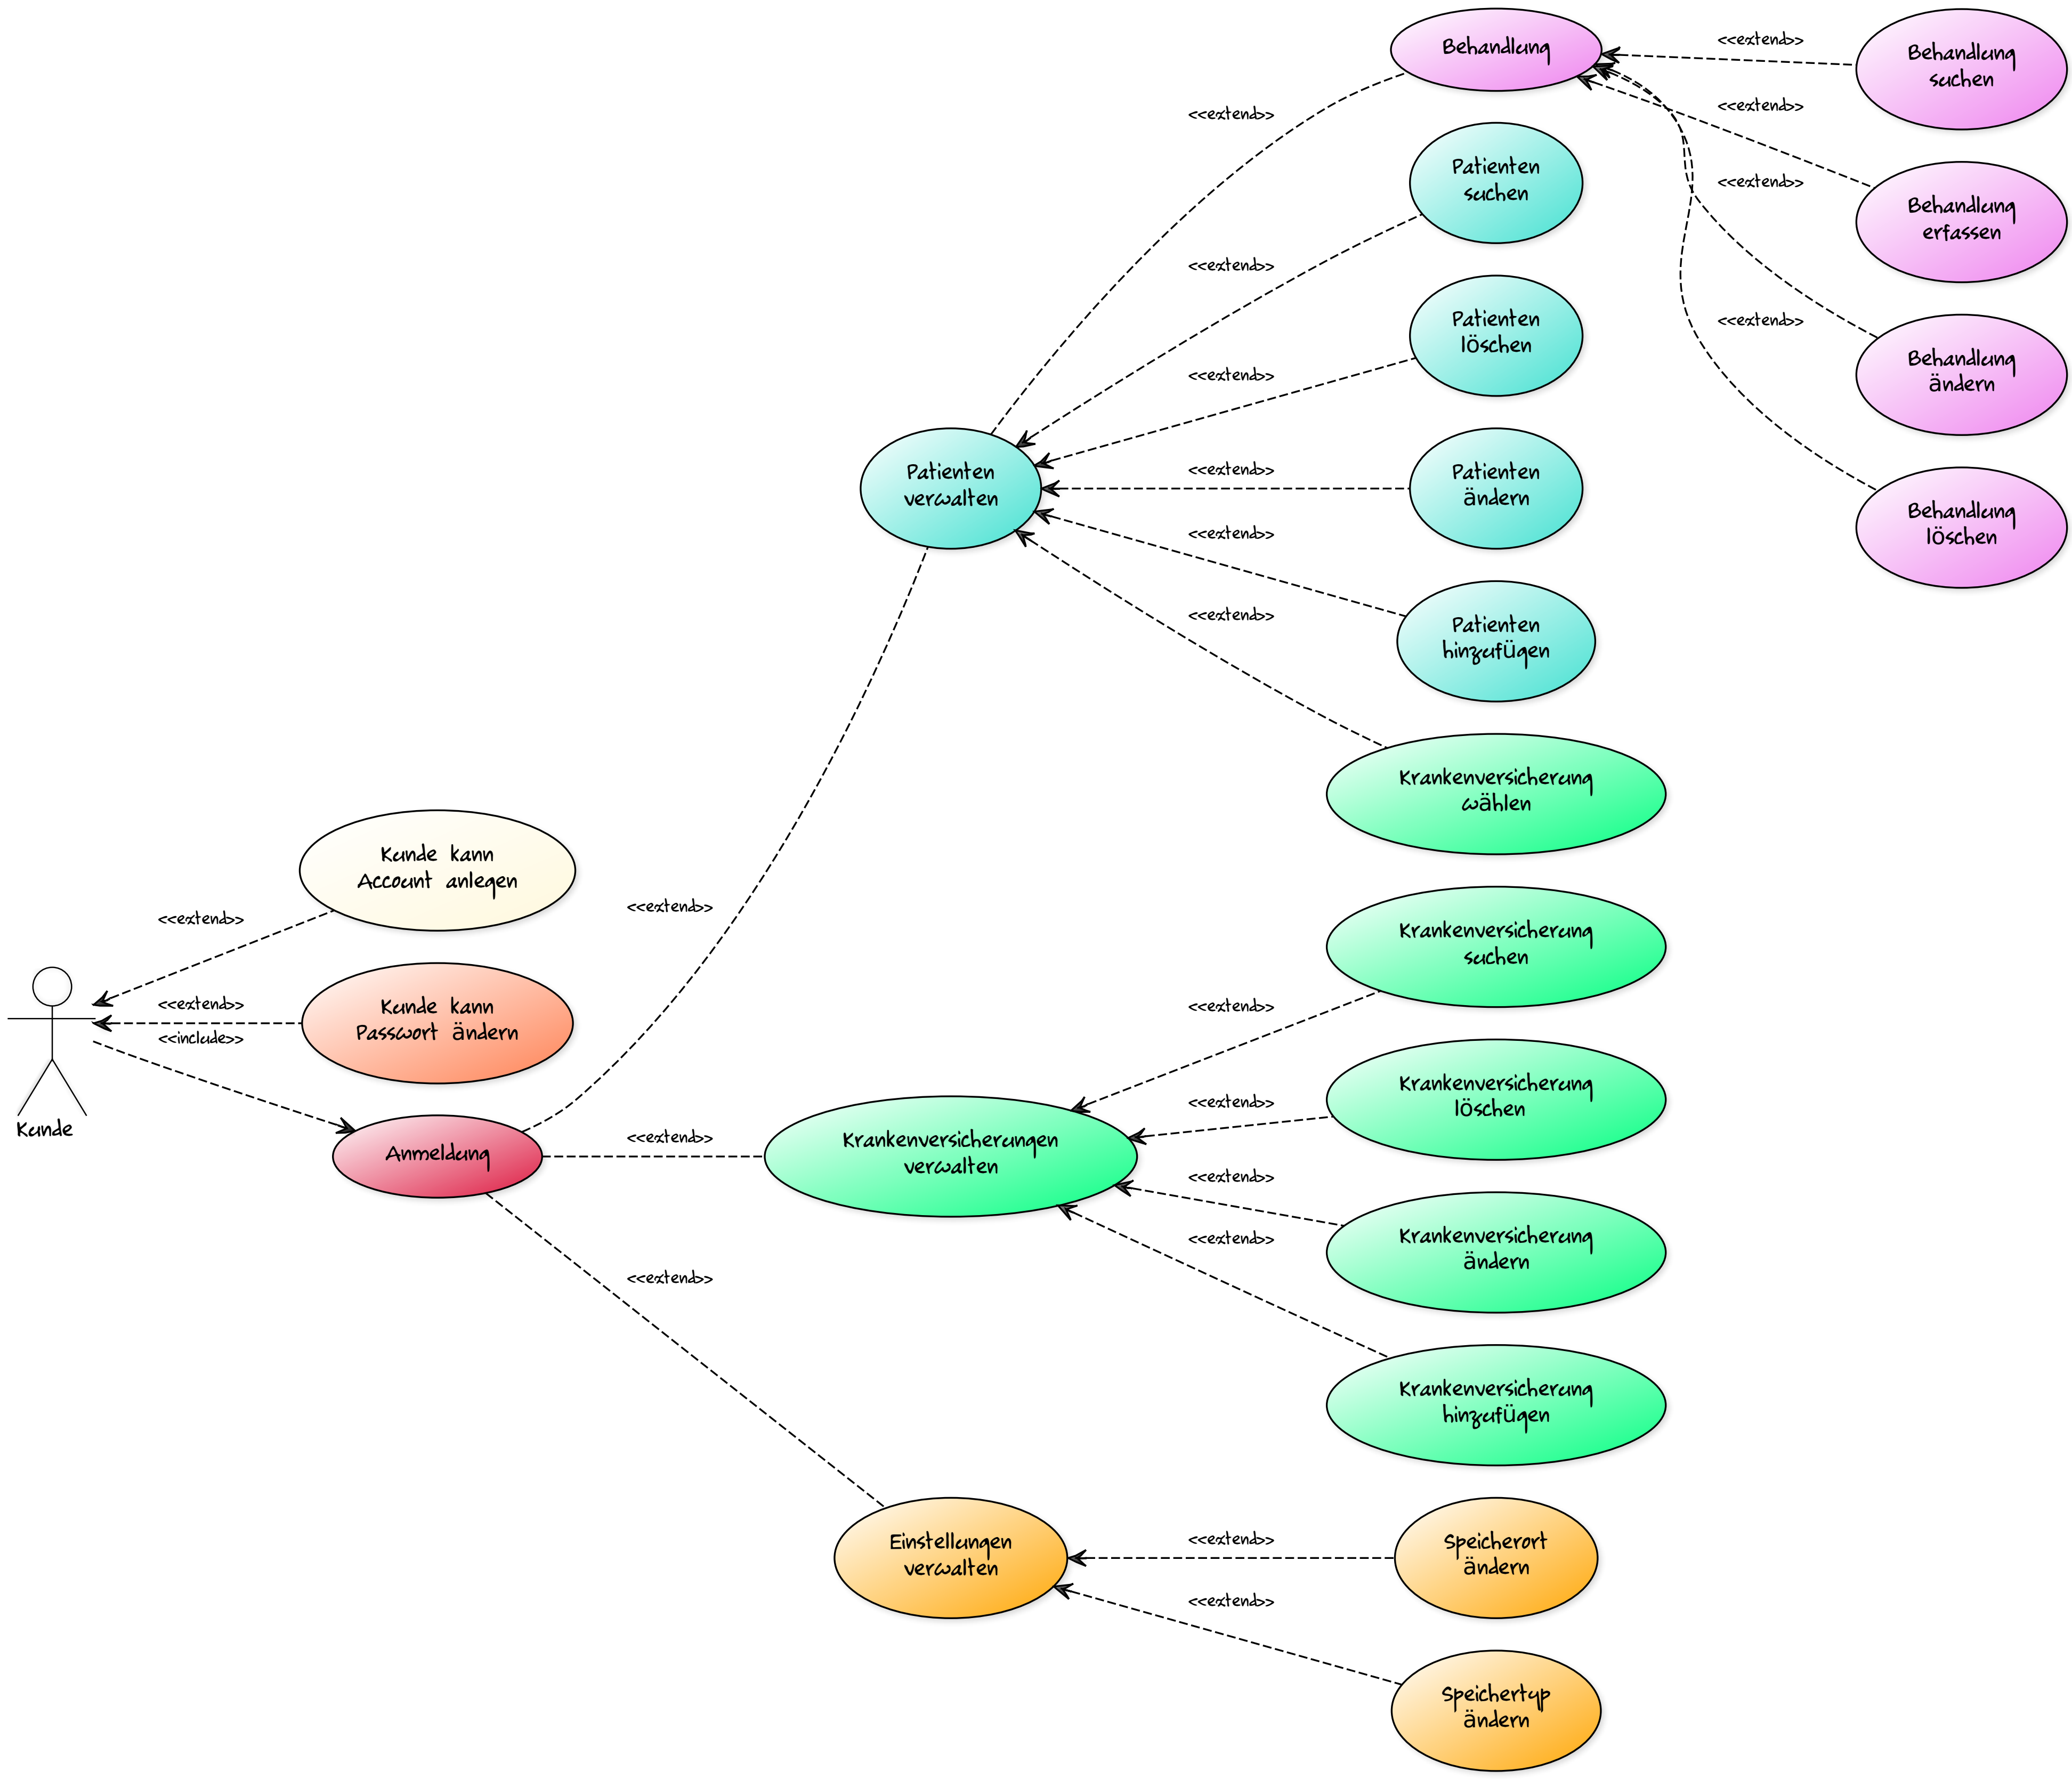 Behandlung
<<extend>>
Behandlung
suchen
<<extend>>
<<extend>>
Behandlung
erfassen
<<extend>>
Patienten
suchen
<<extend>>
<<extend>>
Patienten
löschen
Behandlung
ändern
<<extend>>
<<extend>>
Patienten
verwalten
Patienten
ändern
Behandlung
löschen
<<extend>>
Patienten
hinzufügen
<<extend>>
Krankenversicherung
wählen
Kunde kann
Account anlegen
<<extend>>
<<extend>>
Krankenversicherung
suchen
<<extend>>
Kunde kann
Passwort ändern
<<extend>>
<<include>>
Kunde
Anmeldung
<<extend>>
Krankenversicherungen
verwalten
<<extend>>
Krankenversicherung
löschen
<<extend>>
Krankenversicherung
ändern
<<extend>>
<<extend>>
Krankenversicherung
hinzufügen
Einstellungen
verwalten
<<extend>>
Speicherort
ändern
<<extend>>
Speichertyp
ändern